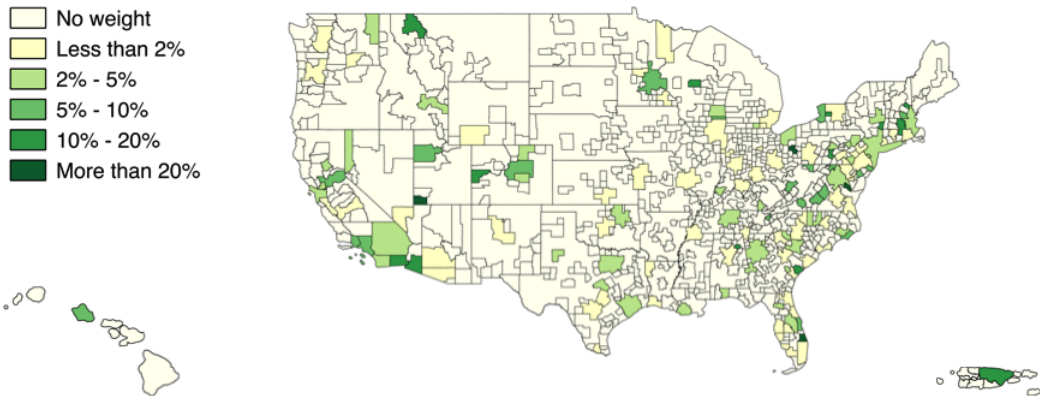 No weight
Less than 2%
2% - 5%
5% - 10%
10% - 20%
More than 20%